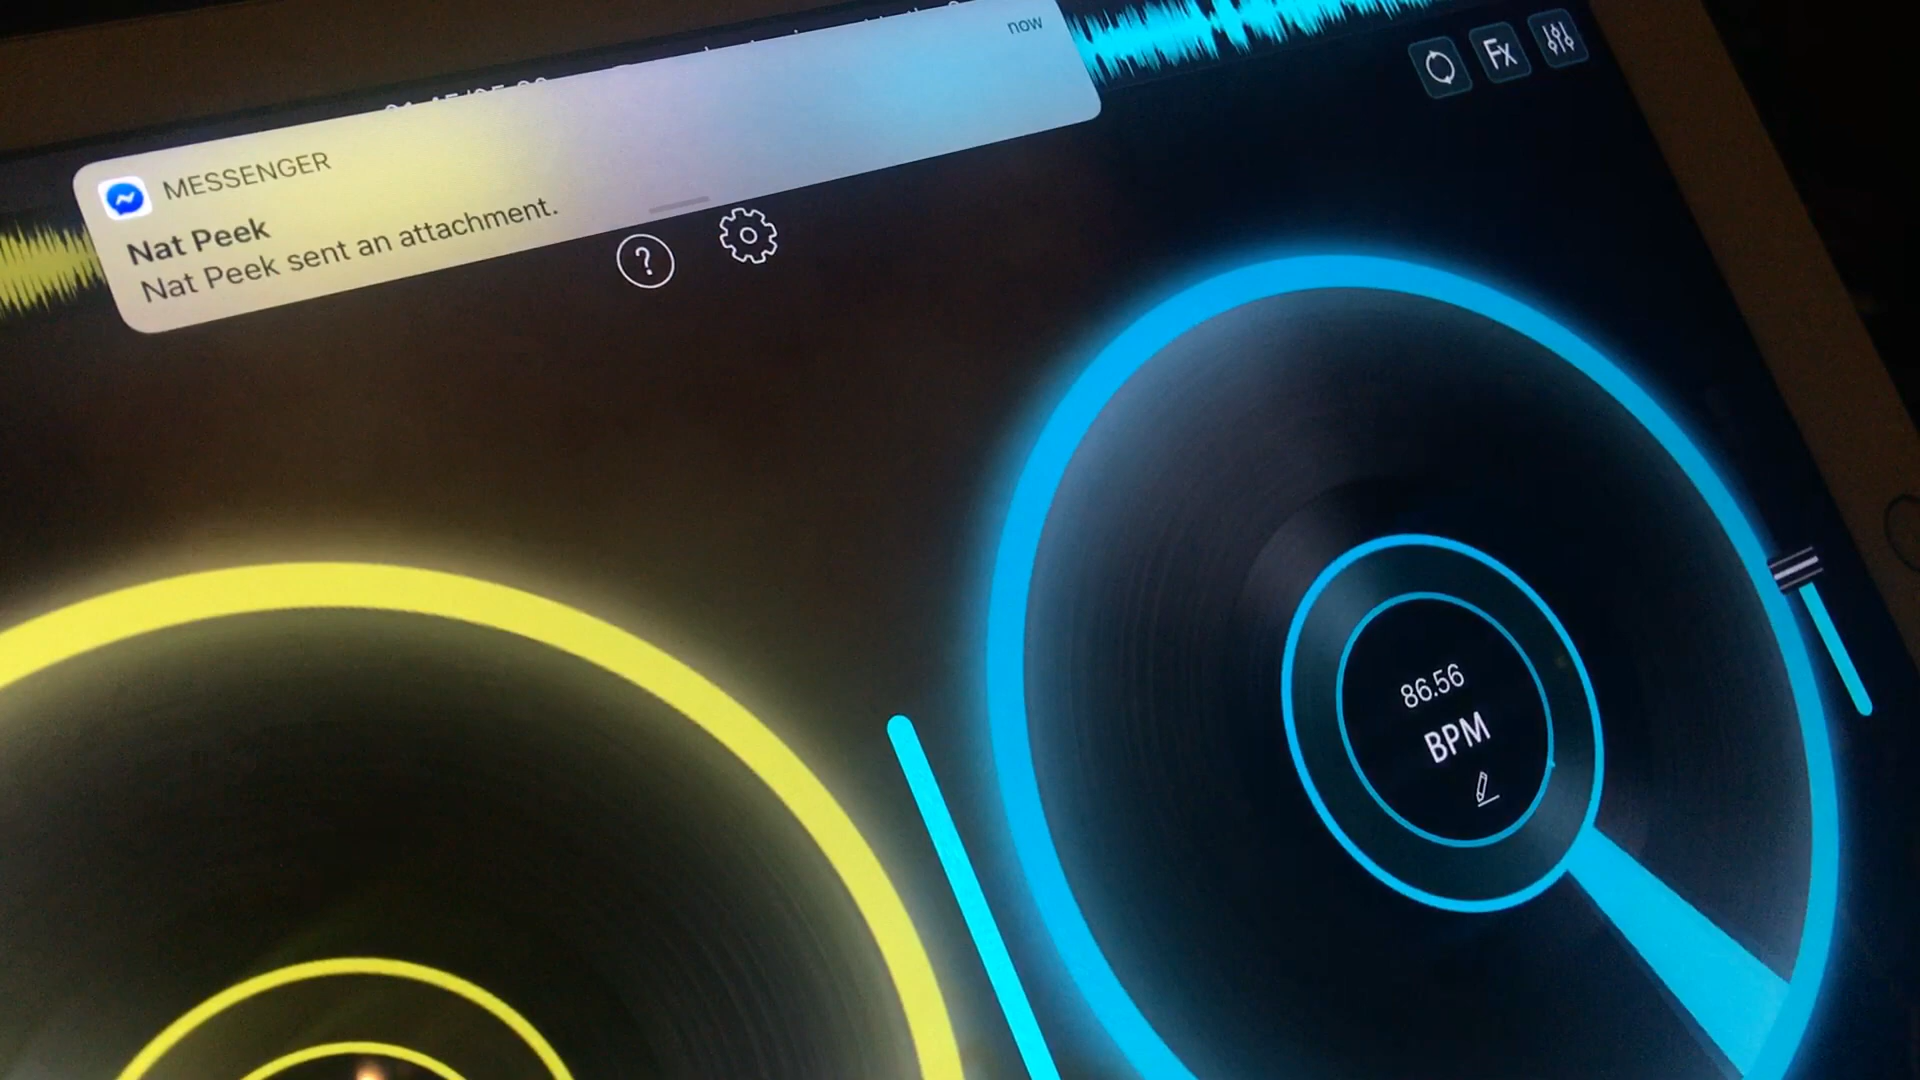 now
MESSENGER
Nat Peek
Nat Peek sent an attachment.
?
Fx
86.56
BPM